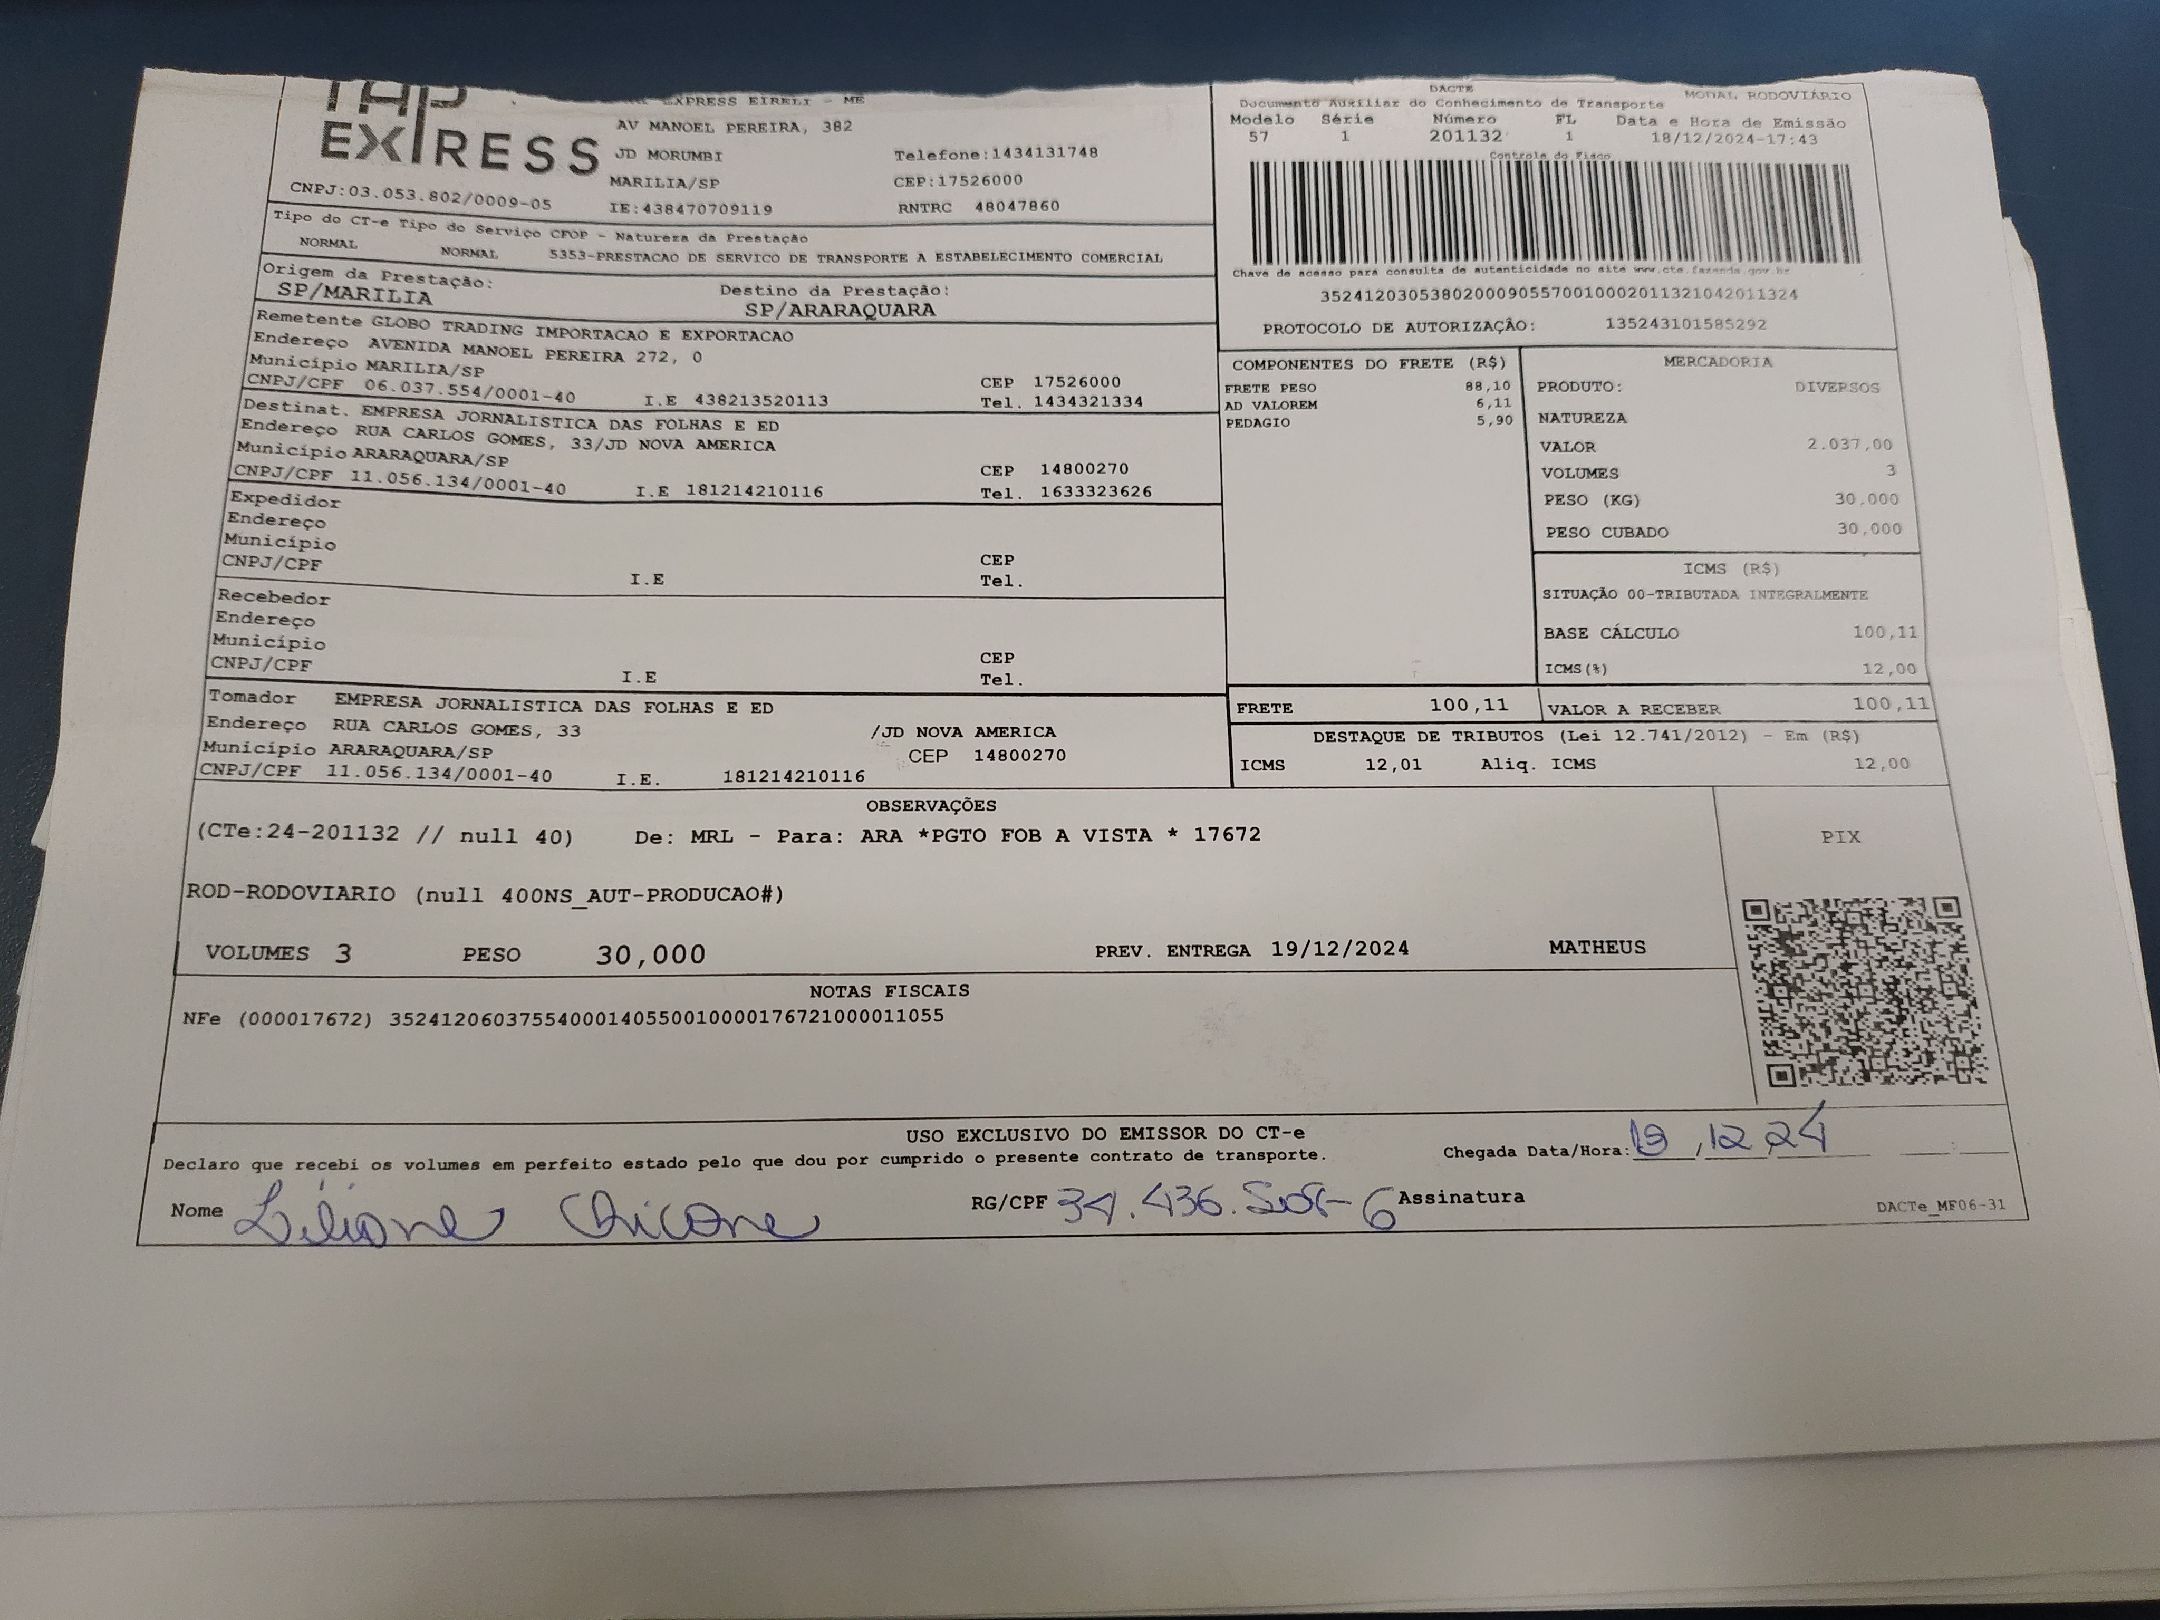 TAP
EXPRESS
EXPRESS EIRELI - ME
AV MANOEL PEREIRA, 382
JD MORUMBI Telefone:1434131748
MARILIA/SP CEP:17526000
CNPJ:03.053.802/0009-05 IE:438470709119 RNTRC 48047860
DACTE
Documento Auxiliar do Conhecimento de Transporte MODAL RODOVIÁRIO
Modelo Série Número FL Data e Hora de Emissão
57 1 201132 1 18/12/2024-17:43
Controle do Fisco
Chave de acesso para consulta de autenticidade no site www.cte.fazenda.gov.br
35241203053802000905570010002011321042011324
PROTOCOLO DE AUTORIZAÇÃO: 135243101585292
Tipo do CT-e Tipo do Serviço CFOP - Natureza da Prestação
NORMAL NORMAL 5353-PRESTACAO DE SERVICO DE TRANSPORTE A ESTABELECIMENTO COMERCIAL
Origem da Prestação: Destino da Prestação:
SP/MARILIA SP/ARARAQUARA
Remetente GLOBO TRADING IMPORTACAO E EXPORTACAO
Endereço AVENIDA MANOEL PEREIRA 272, 0
Município MARILIA/SP CEP 17526000
CNPJ/CPF 06.037.554/0001-40 I.E 438213520113 Tel. 1434321334
Destinat. EMPRESA JORNALISTICA DAS FOLHAS E ED
Endereço RUA CARLOS GOMES, 33/JD NOVA AMERICA
Município ARARAQUARA/SP CEP 14800270
CNPJ/CPF 11.056.134/0001-40 I.E 181214210116 Tel. 1633323626
Expedidor
Endereço
Município CEP
CNPJ/CPF I.E Tel.
Recebedor
Endereço
Município CEP
CNPJ/CPF I.E Tel.
Tomador EMPRESA JORNALISTICA DAS FOLHAS E ED
Endereço RUA CARLOS GOMES, 33 /JD NOVA AMERICA
Município ARARAQUARA/SP CEP 14800270
CNPJ/CPF 11.056.134/0001-40 I.E. 181214210116
COMPONENTES DO FRETE (R$)
FRETE PESO 88,10
AD VALOREM 6,11
PEDAGIO 5,90
MERCADORIA
PRODUTO: DIVERSOS
NATUREZA
VALOR 2.037,00
VOLUMES 3
PESO (KG) 30,000
PESO CUBADO 30,000
ICMS (R$)
SITUAÇÃO 00-TRIBUTADA INTEGRALMENTE
BASE CÁLCULO 100,11
ICMS(%) 12,00
FRETE 100,11 VALOR A RECEBER 100,11
DESTAQUE DE TRIBUTOS (Lei 12.741/2012) - Em (R$)
ICMS 12,01 Aliq. ICMS 12,00
OBSERVAÇÕES
(CTe:24-201132 // null 40) De: MRL - Para: ARA *PGTO FOB A VISTA * 17672
ROD-RODOVIARIO (null 400NS_AUT-PRODUCAO#)
VOLUMES 3 PESO 30,000 PREV. ENTREGA 19/12/2024 MATHEUS
PIX
NOTAS FISCAIS
NFe (000017672) 35241206037554000140550010000176721000011055
USO EXCLUSIVO DO EMISSOR DO CT-e
Declaro que recebi os volumes em perfeito estado pelo que dou por cumprido o presente contrato de transporte. Chegada Data/Hora: 19,12 24
Nome Liliane RG/CPF 34.436. Assinatura
DACTe_MF06-31